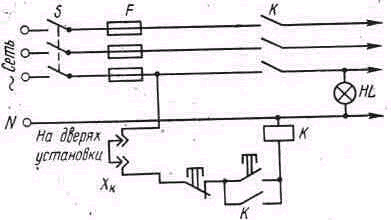 S F K
Сеть
~
HL
N
На дверях
установки
K
Xк
K